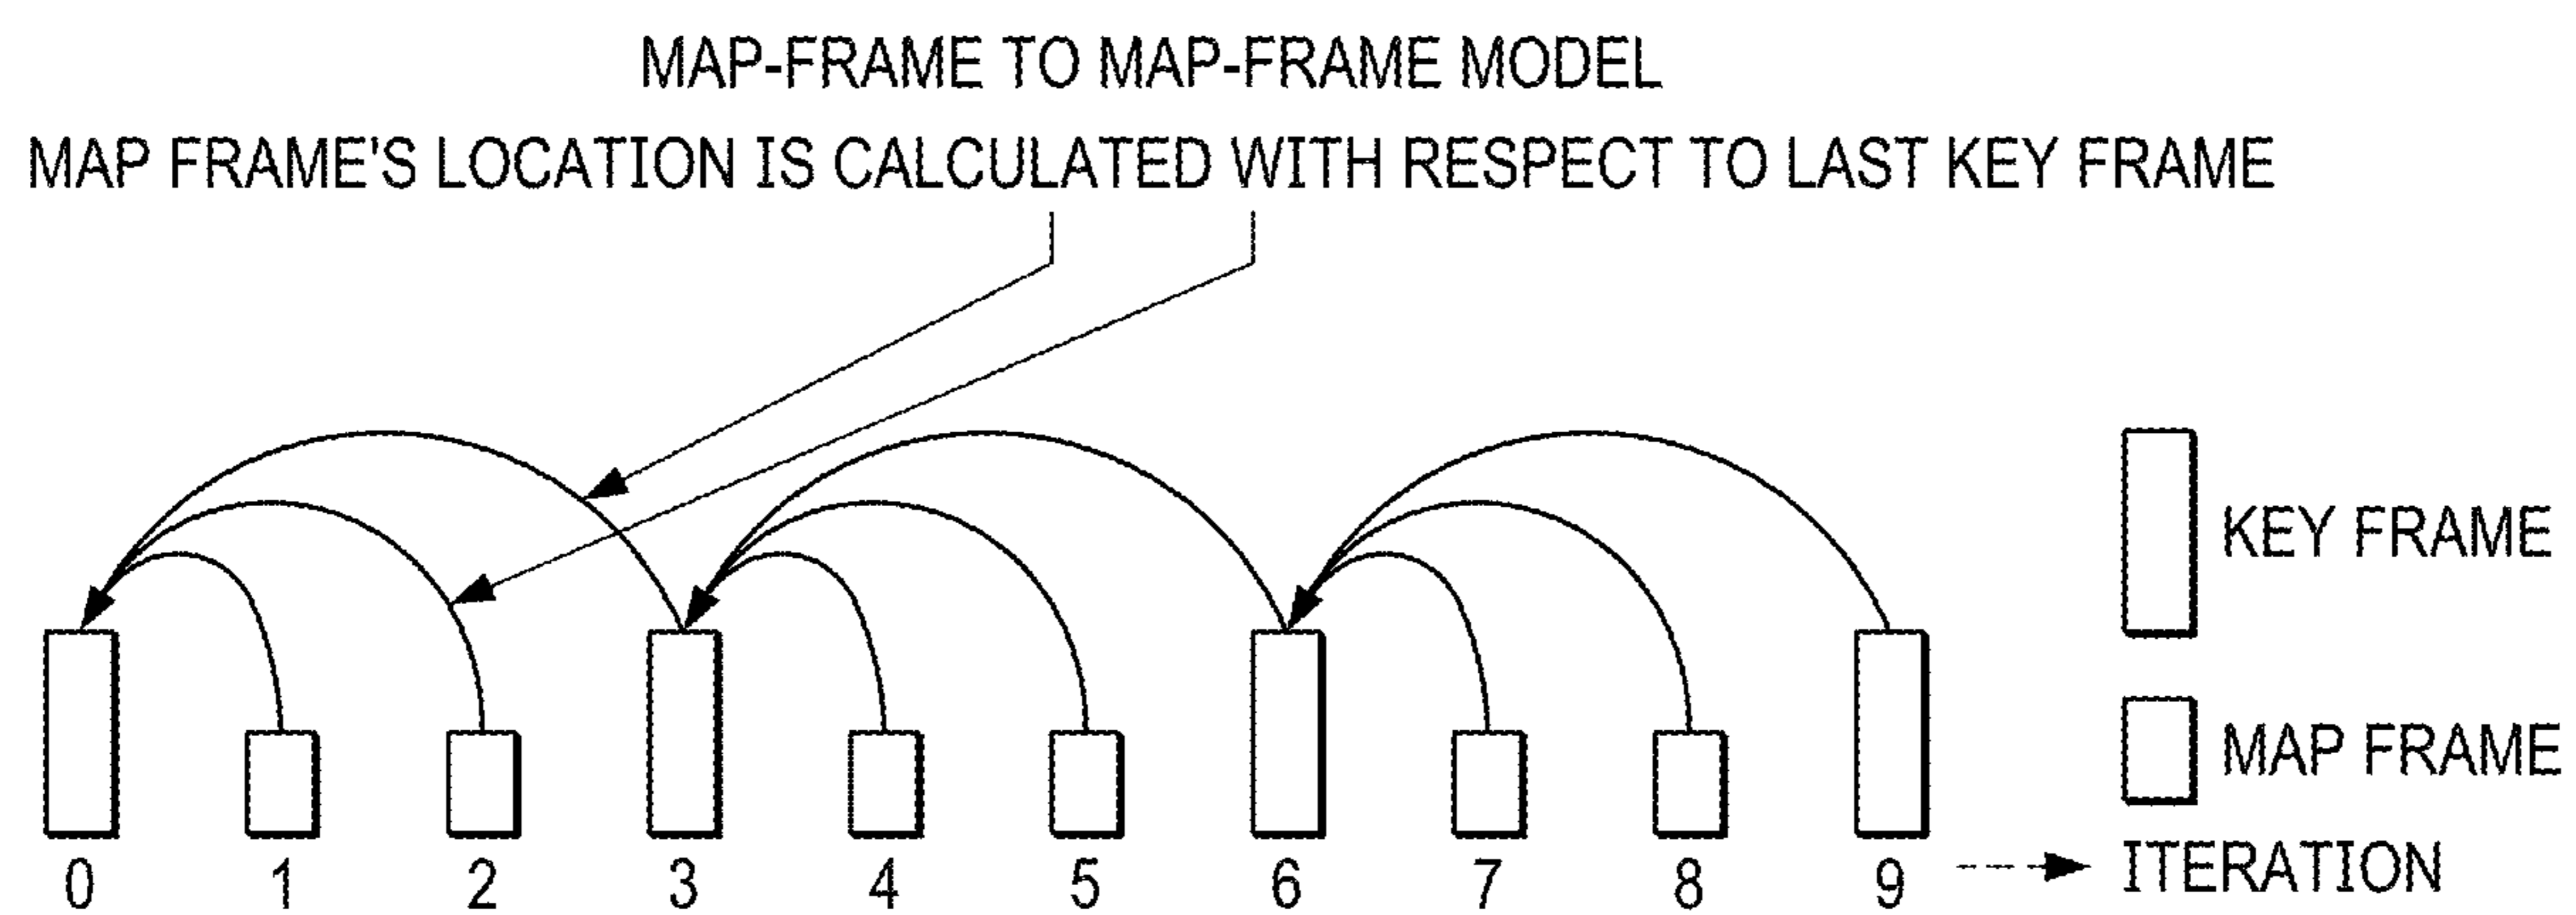 MAP-FRAME TO MAP-FRAME MODEL
MAP FRAME'S LOCATION IS CALCULATED WITH RESPECT TO LAST KEY FRAME
KEY FRAME
MAP FRAME
0 1 2 3 4 5 6 7 8 9 ITERATION